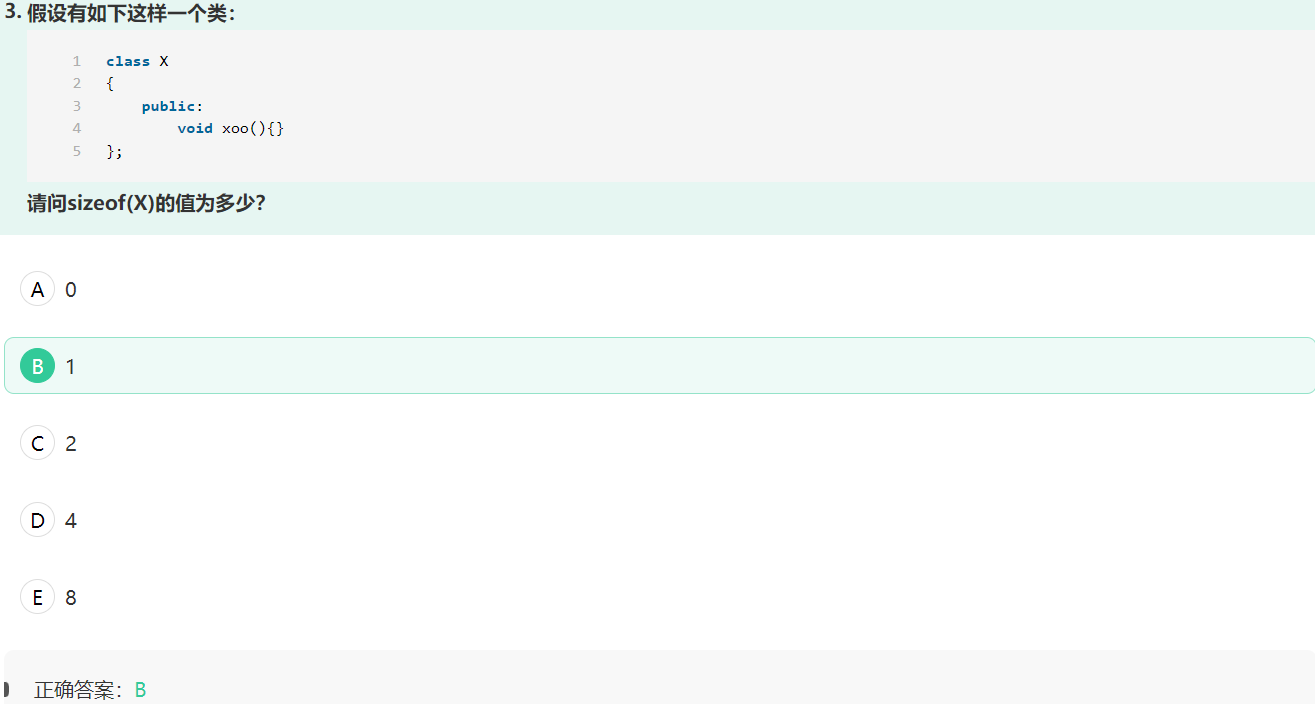 3. 假设有如下这样一个类：
1 class X
2 {
3 public:
4 void xoo(){}
5 };
请问sizeof(X)的值为多少？
A 0
B 1
C 2
D 4
E 8
正确答案：B